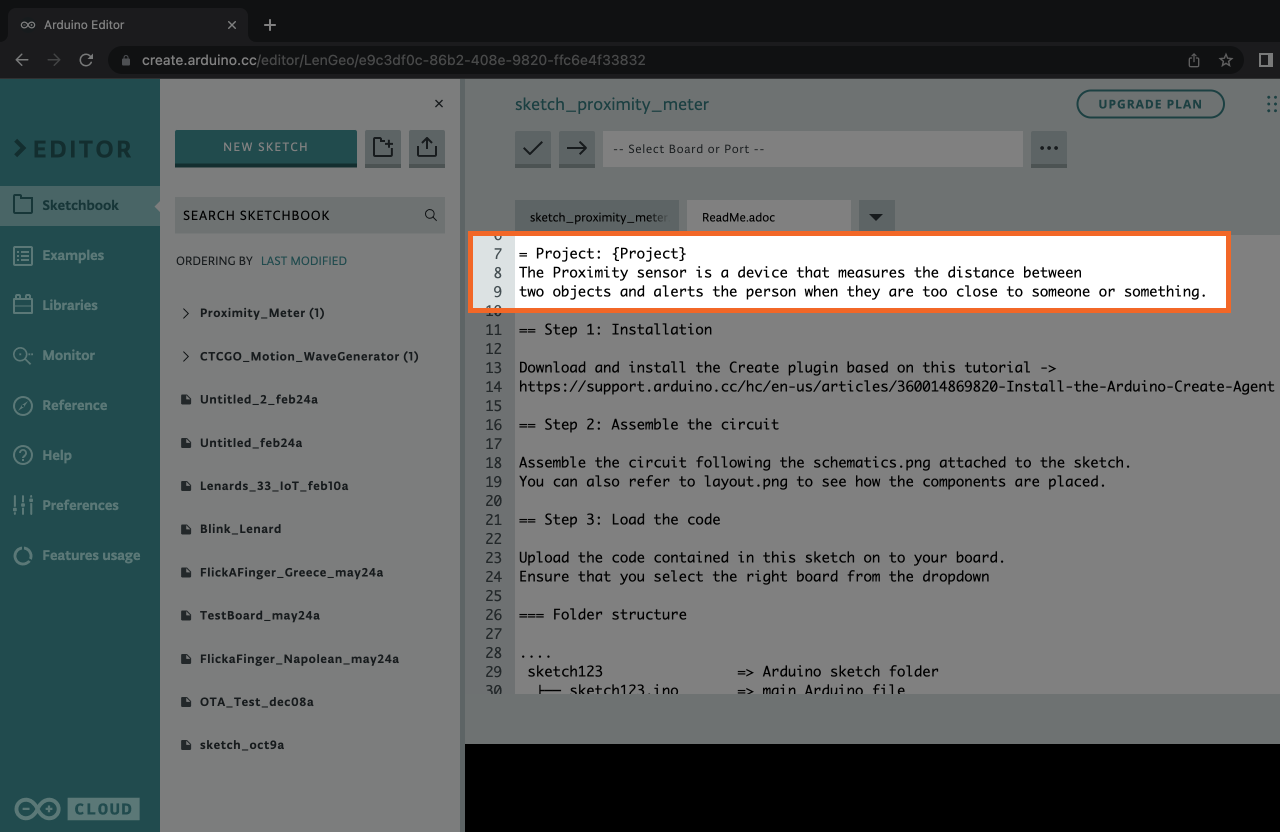 Arduino Editor
create.arduino.cc/editor/LenGeo/e9c3df0c-86b2-408e-9820-ffc6e4f33832
EDITOR
Sketchbook
Examples
Libraries
Monitor
Reference
Help
Preferences
Features usage
CLOUD
NEW SKETCH
SEARCH SKETCHBOOK
ORDERING BY LAST MODIFIED
Proximity_Meter (1)
CTCGO_Motion_WaveGenerator (1)
Untitled_2_feb24a
Untitled_feb24a
Lenards_33_IoT_feb10a
Blink_Lenard
FlickAFinger_Greece_may24a
TestBoard_may24a
FlickaFinger_Napolean_may24a
OTA_Test_dec08a
sketch_oct9a
sketch_proximity_meter
UPGRADE PLAN
-- Select Board or Port --
sketch_proximity_meter
ReadMe.adoc
6
7 = Project: {Project}
8 The Proximity sensor is a device that measures the distance between
9 two objects and alerts the person when they are too close to someone or something.
10
11 == Step 1: Installation
12
13 Download and install the Create plugin based on this tutorial ->
14 https://support.arduino.cc/hc/en-us/articles/360014869820-Install-the-Arduino-Create-Agent
15
16 == Step 2: Assemble the circuit
17
18 Assemble the circuit following the schematics.png attached to the sketch.
19 You can also refer to layout.png to see how the components are placed.
20
21 == Step 3: Load the code
22
23 Upload the code contained in this sketch on to your board.
24 Ensure that you select the right board from the dropdown
25
26 === Folder structure
27
28 ....
29 sketch123 => Arduino sketch folder
30 ├── sketch123.ino => main Arduino file